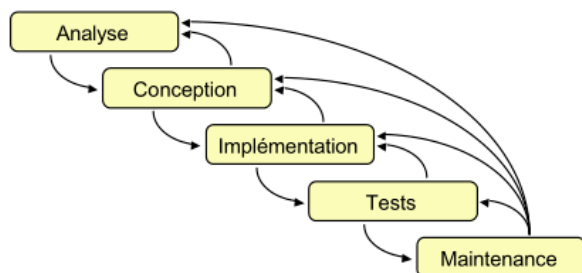 Analyse
Conception
Implémentation
Tests
Maintenance